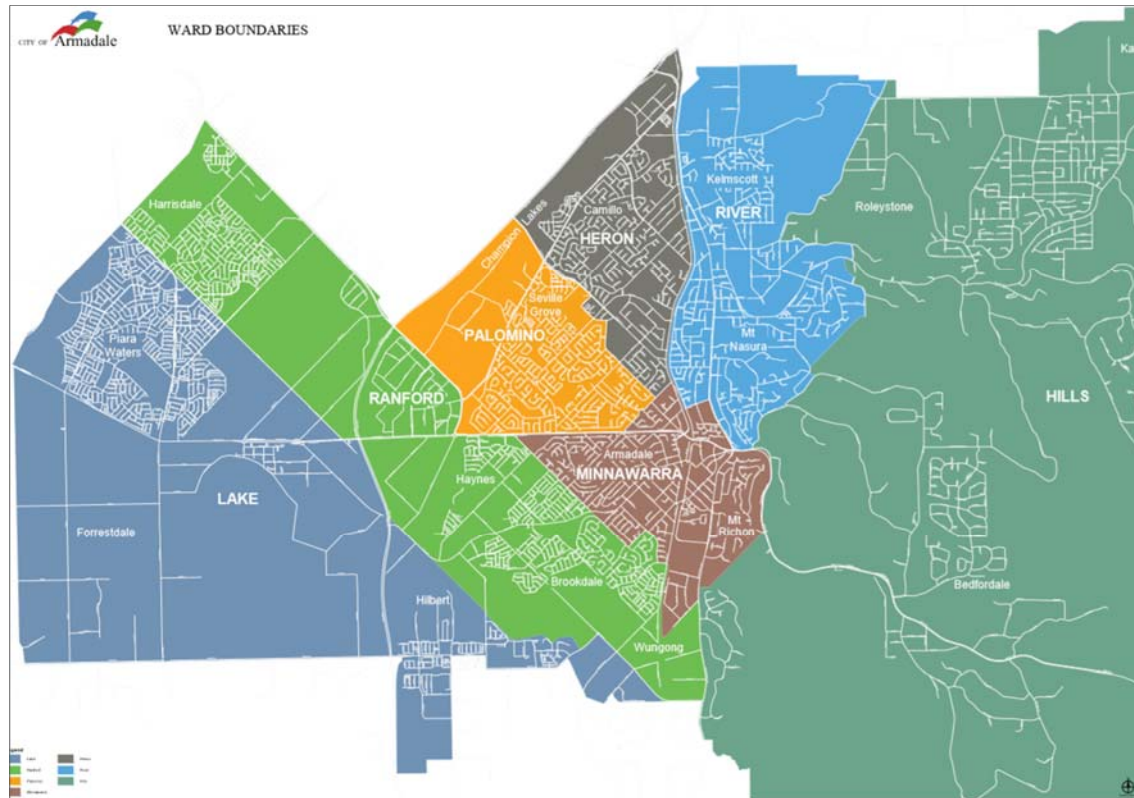 CITY OF Armadale
WARD BOUNDARIES
Ka
Harrisdale
Kelmscott
RIVER
Roleystone
Camillo
HERON
Champion Lakes
Seville
Grove
PALOMINO
Mt
Nasura
Piara
Waters
RANFORD
HILLS
Armadale
MINNAWARRA
Haynes
LAKE
Mt
Richon
Forrestdale
Brookdale
Bedfordale
Hilbert
Wungong